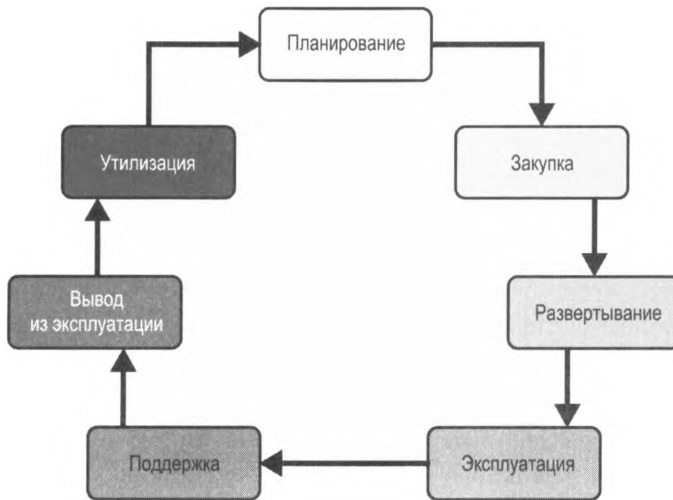 Планирование
Закупка
Развертывание
Эксплуатация
Поддержка
Вывод
из эксплуатации
Утилизация